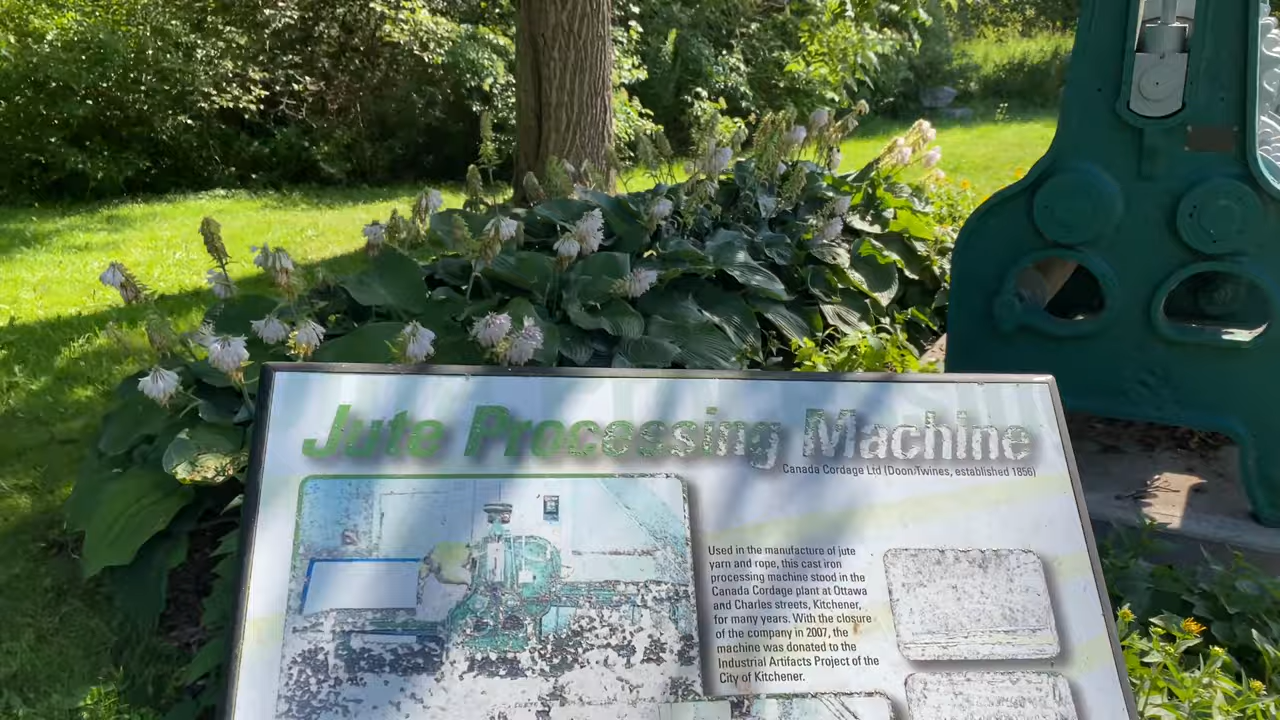 Jute Processing Machine
Canada Cordage Ltd (Doon Twines, established 1856)
Used in the manufacture of jute
yarn and rope, this cast iron
processing machine stood in the
Canada Cordage plant at Ottawa
and Charles streets, Kitchener,
for many years. With the closure
of the company in 2007, the
machine was donated to the
Industrial Artifacts Project of the
City of Kitchener.